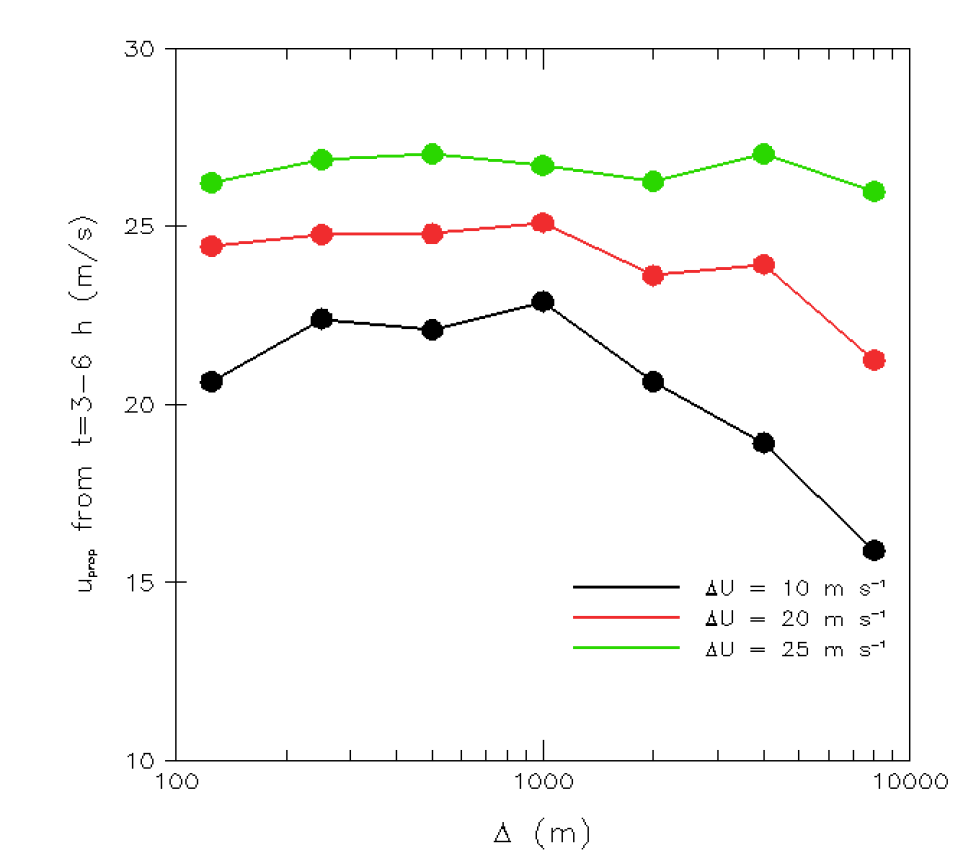 30
25
20
15
10
u_prop from t=3-6 h (m/s)
ΔU = 10 m s⁻¹
ΔU = 20 m s⁻¹
ΔU = 25 m s⁻¹
100 1000 10000
Δ (m)